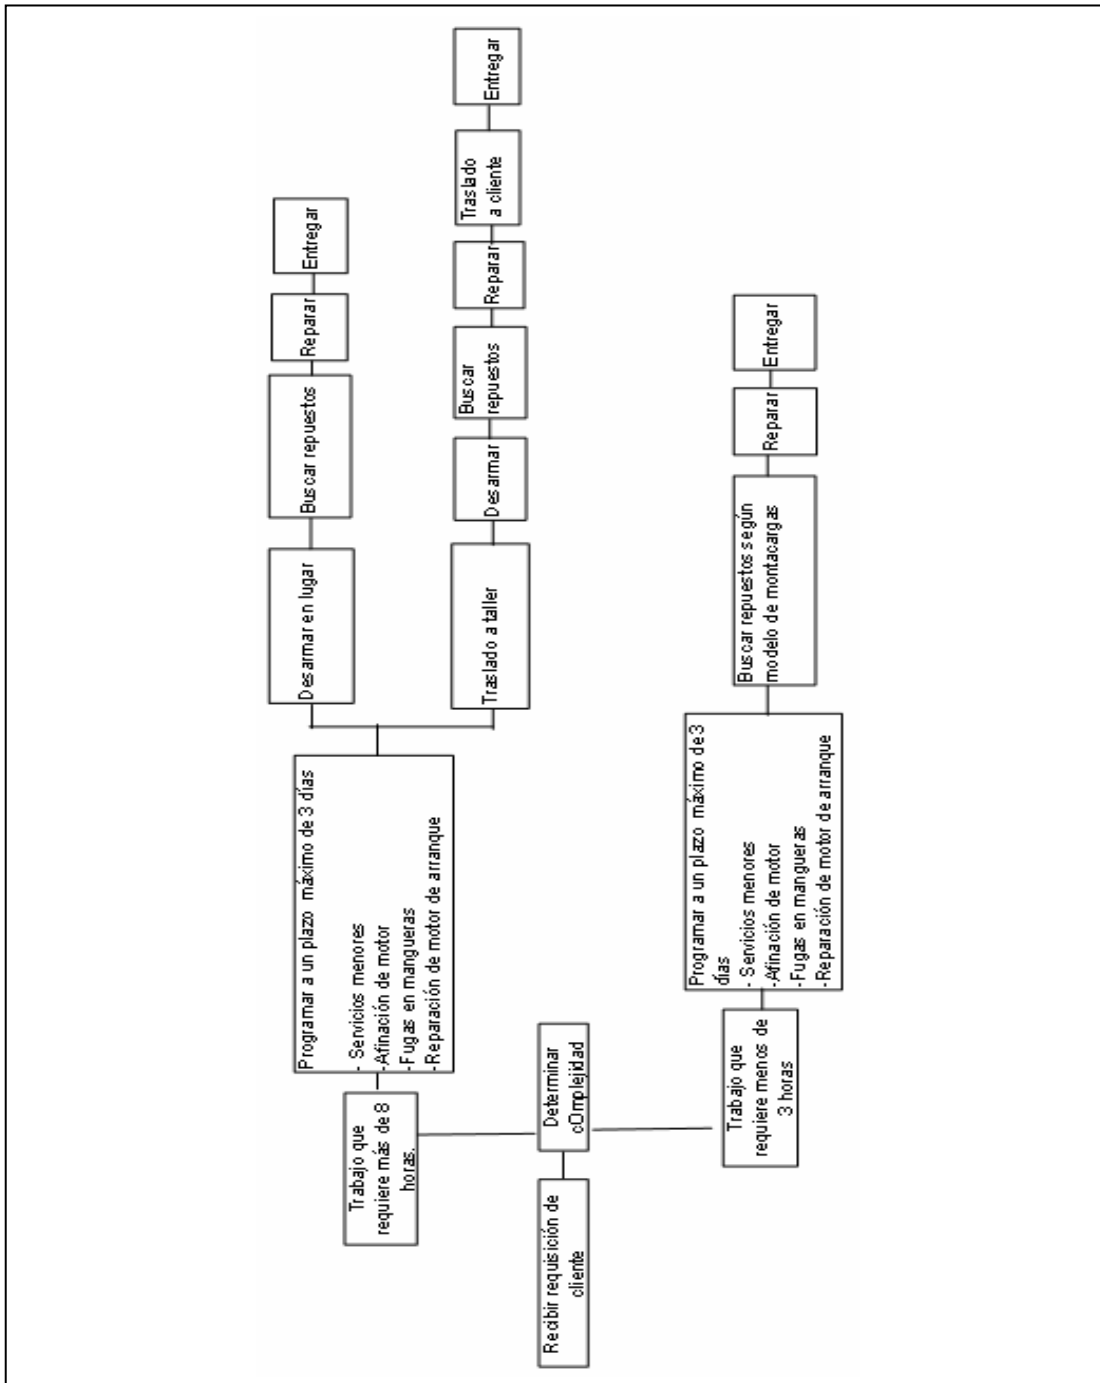 Recibir requisición de
cliente
Determinar
cOmplejidad
Trabajo que
requiere más de 8
horas.
Programar a un plazo máximo de 3 días
- Servicios menores
-Afinación de motor
-Fugas en mangueras
-Reparación de motor de arranque
Desarmar en lugar
Buscar repuestos
Reparar
Entregar
Traslado a taller
Desarmar
Buscar
repuestos
Reparar
Traslado
a cliente
Entregar
Trabajo que
requiere menos de
3 horas
Programar a un plazo máximo de 3
días
- Servicios menores
-Afinación de motor
-Fugas en mangueras
-Reparación de motor de arranque
Buscar repuestos según
modelo de montacargas
Reparar
Entregar